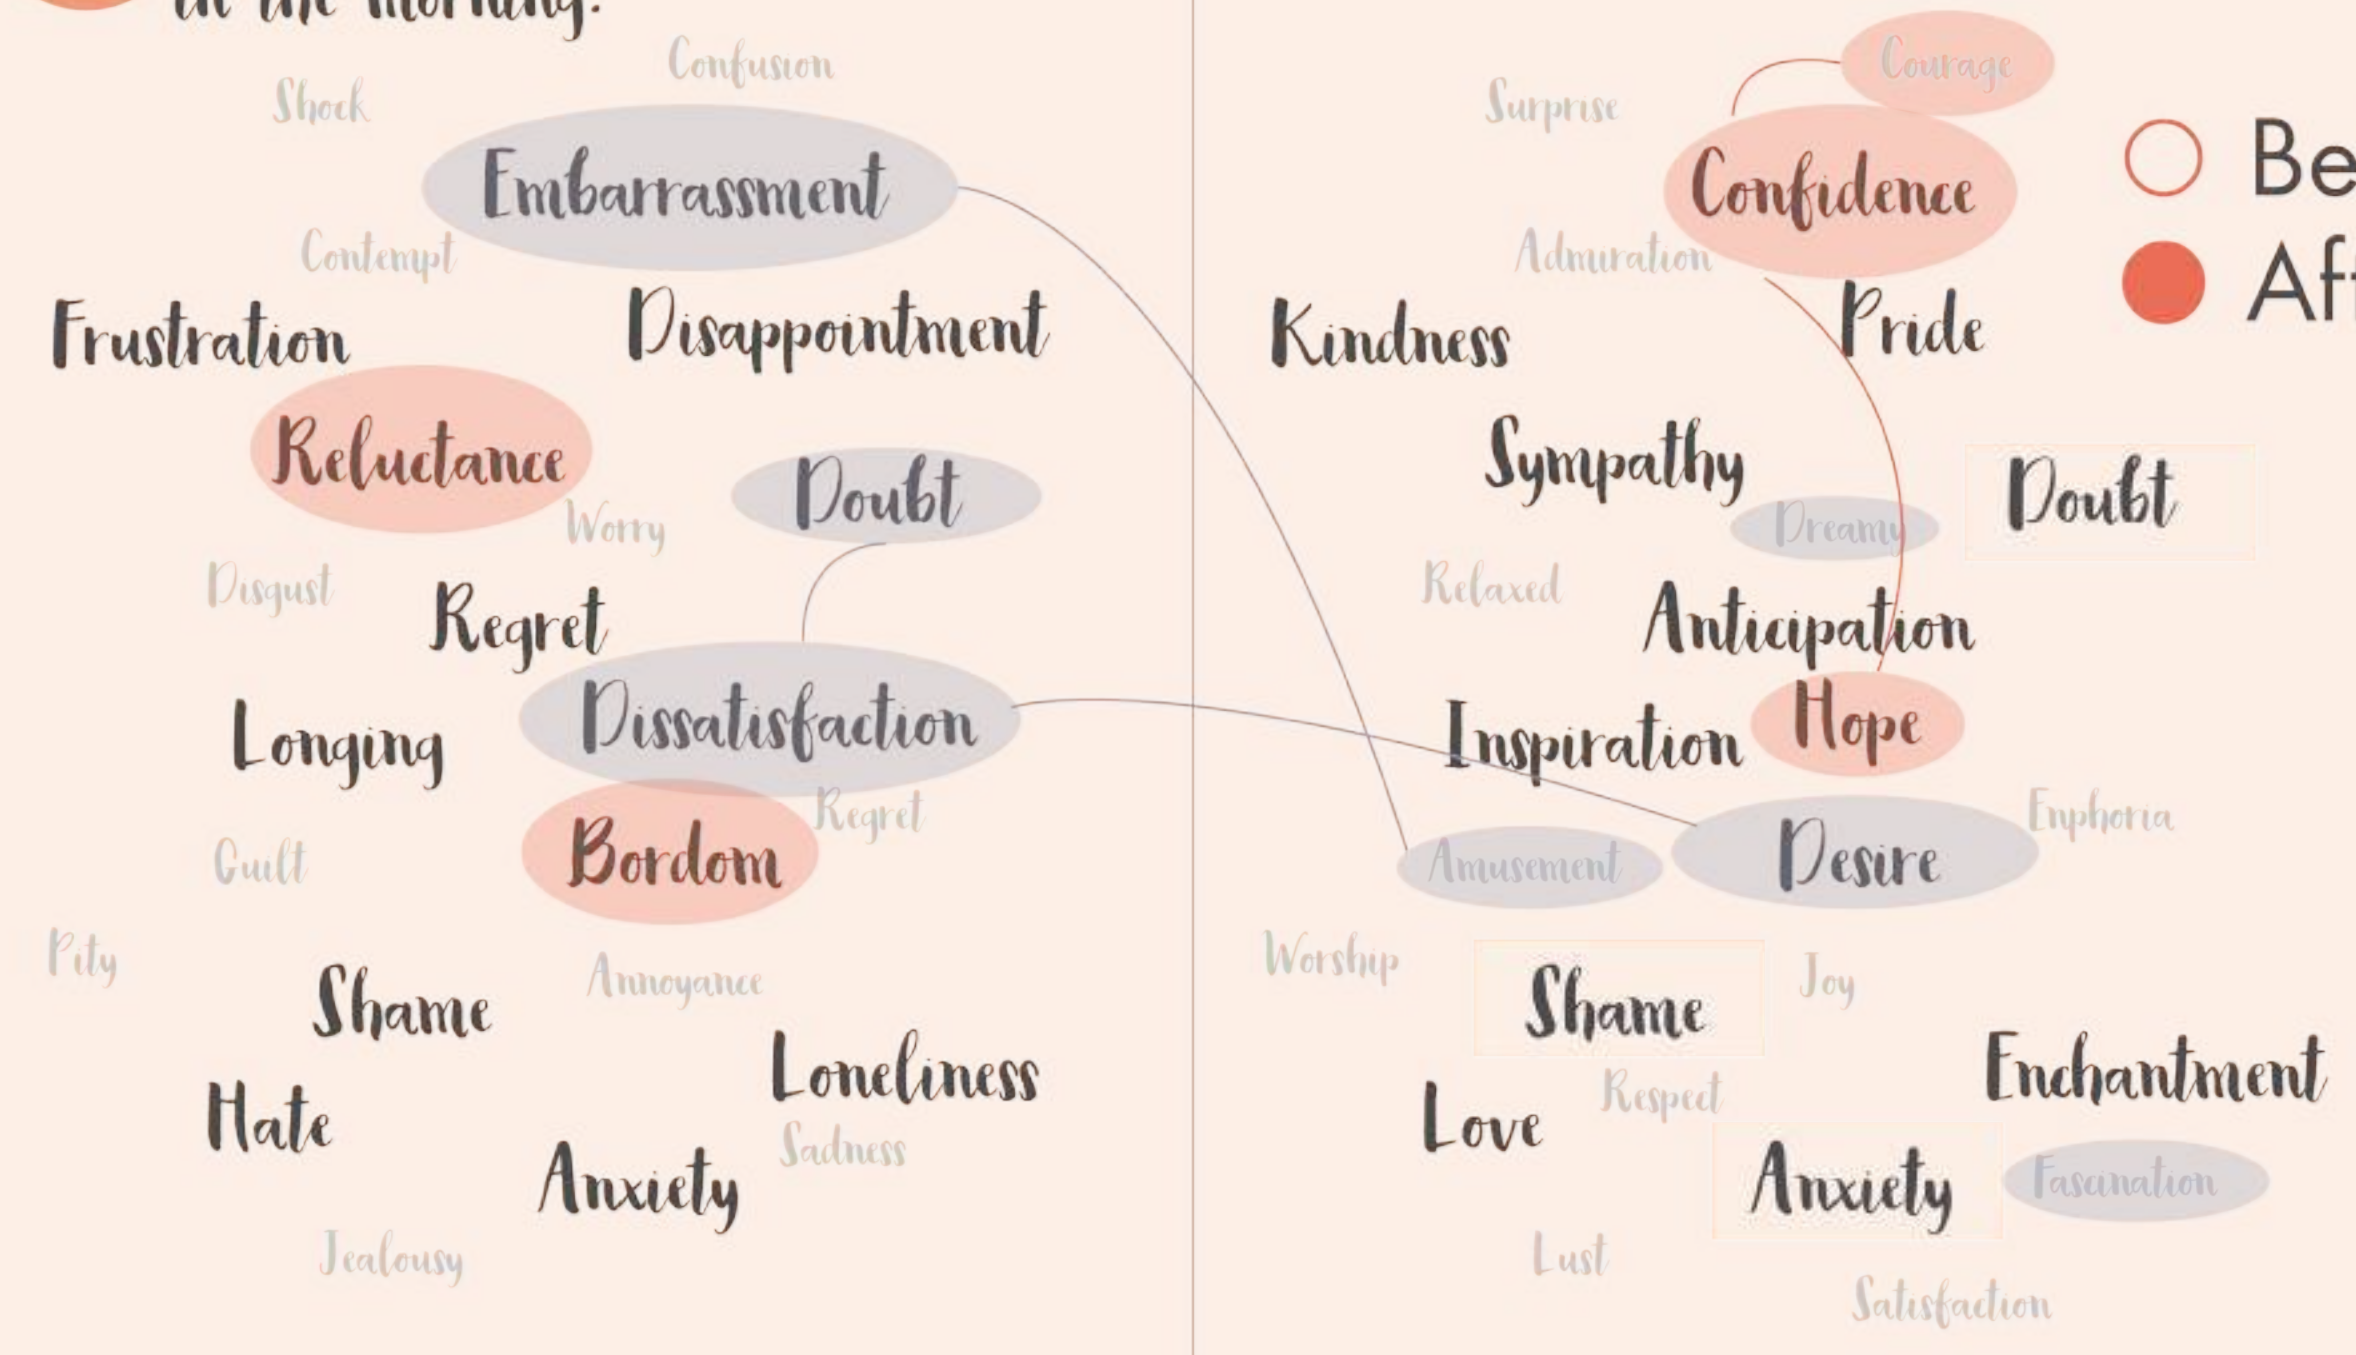 in the morning.
Confusion
Shock
Embarrassment
Contempt
Frustration
Disappointment
Reluctance
Doubt
Worry
Disgust
Regret
Longing
Dissatisfaction
Regret
Bordom
Guilt
Pity
Annoyance
Shame
Loneliness
Hate
Sadness
Anxiety
Jealousy
Courage
Surprise
Confidence
Admiration
Kindness
Pride
Sympathy
Doubt
Dreamy
Relaxed
Anticipation
Inspiration
Hope
Enphoria
Desire
Amusement
Worship
Joy
Shame
Enchantment
Respect
Love
Anxiety
Fascination
Lust
Satisfaction
Be
Aft